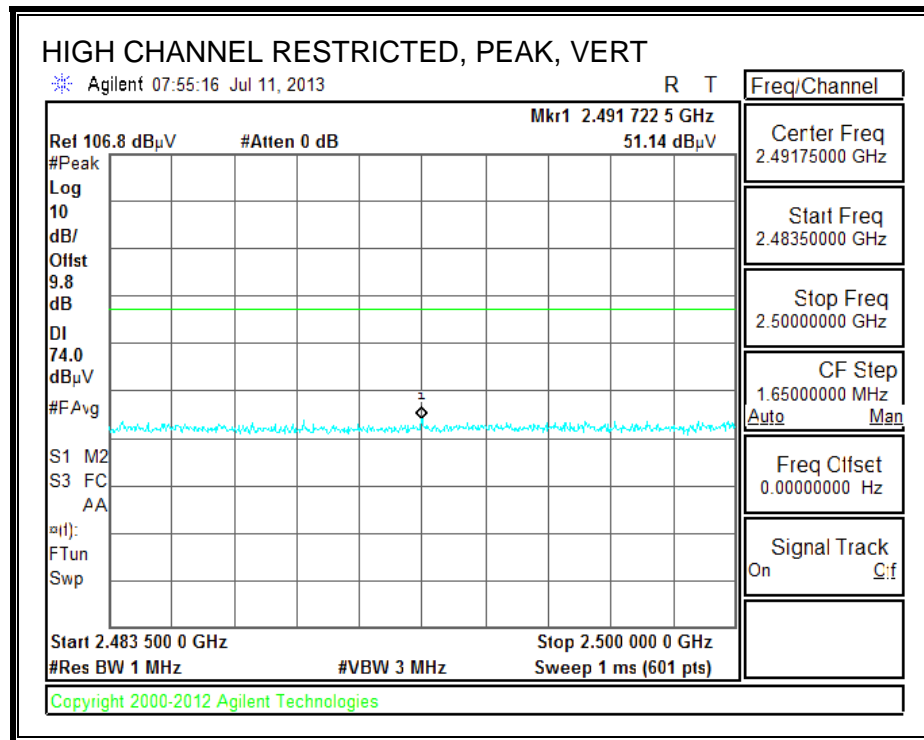 HIGH CHANNEL RESTRICTED, PEAK, VERT
Agilent 07:55:16 Jul 11, 2013
R T
Mkr1 2.491 722 5 GHz
Ref 106.8 dBµV
#Atten 0 dB
51.14 dBµV
#Peak
Log
10
dB/
Offst
9.8
dB
DI
74.0
dBµV
#FAvg
1
S1 M2
S3 FC
AA
¤(f):
FTun
Swp
Start 2.483 500 0 GHz
Stop 2.500 000 0 GHz
#Res BW 1 MHz
#VBW 3 MHz
Sweep 1 ms (601 pts)
Copyright 2000-2012 Agilent Technologies
Freq/Channel
Center Freq
2.49175000 GHz
Start Freq
2.48350000 GHz
Stop Freq
2.50000000 GHz
CF Step
1.65000000 MHz
Auto Man
Freq Offset
0.00000000 Hz
Signal Track
On Off